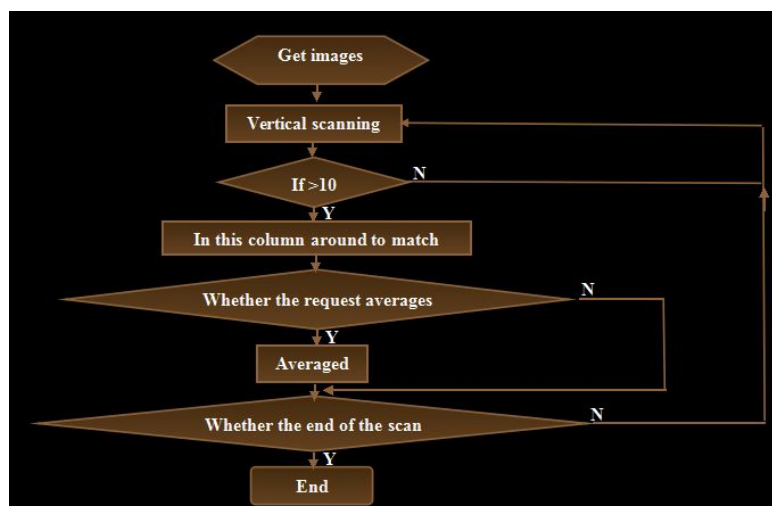 Get images
Vertical scanning
N
If >10
Y
In this column around to match
Whether the request averages
N
Y
Averaged
Whether the end of the scan
N
Y
End